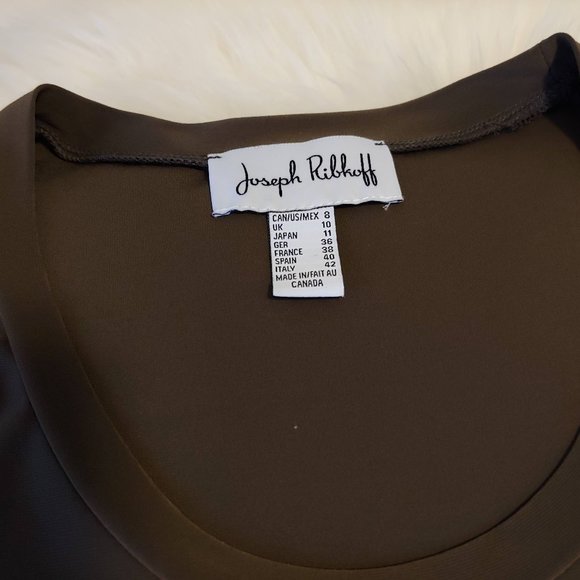 Joseph Ribkoff
CAN/US/MEX 8
UK 10
JAPAN 11
GER 36
FRANCE 38
SPAIN 40
ITALY 42
MADE IN/FAIT AU
CANADA